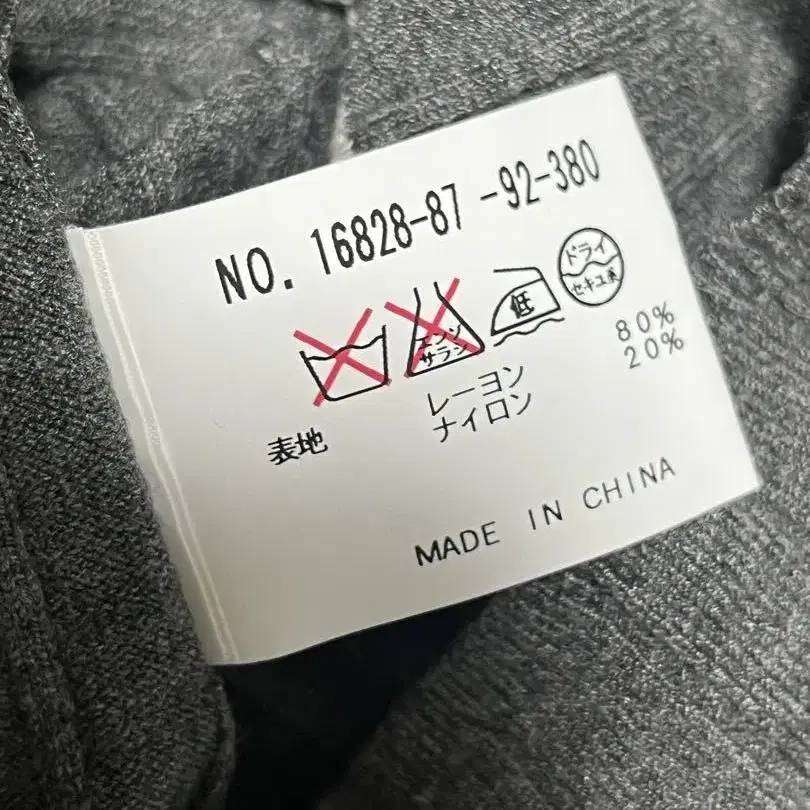 NO. 16828-87 -92-380
エンソ
サラシ
低
ドライ
セキユ系
表地 レーヨン 80%
ナイロン 20%
MADE IN CHINA